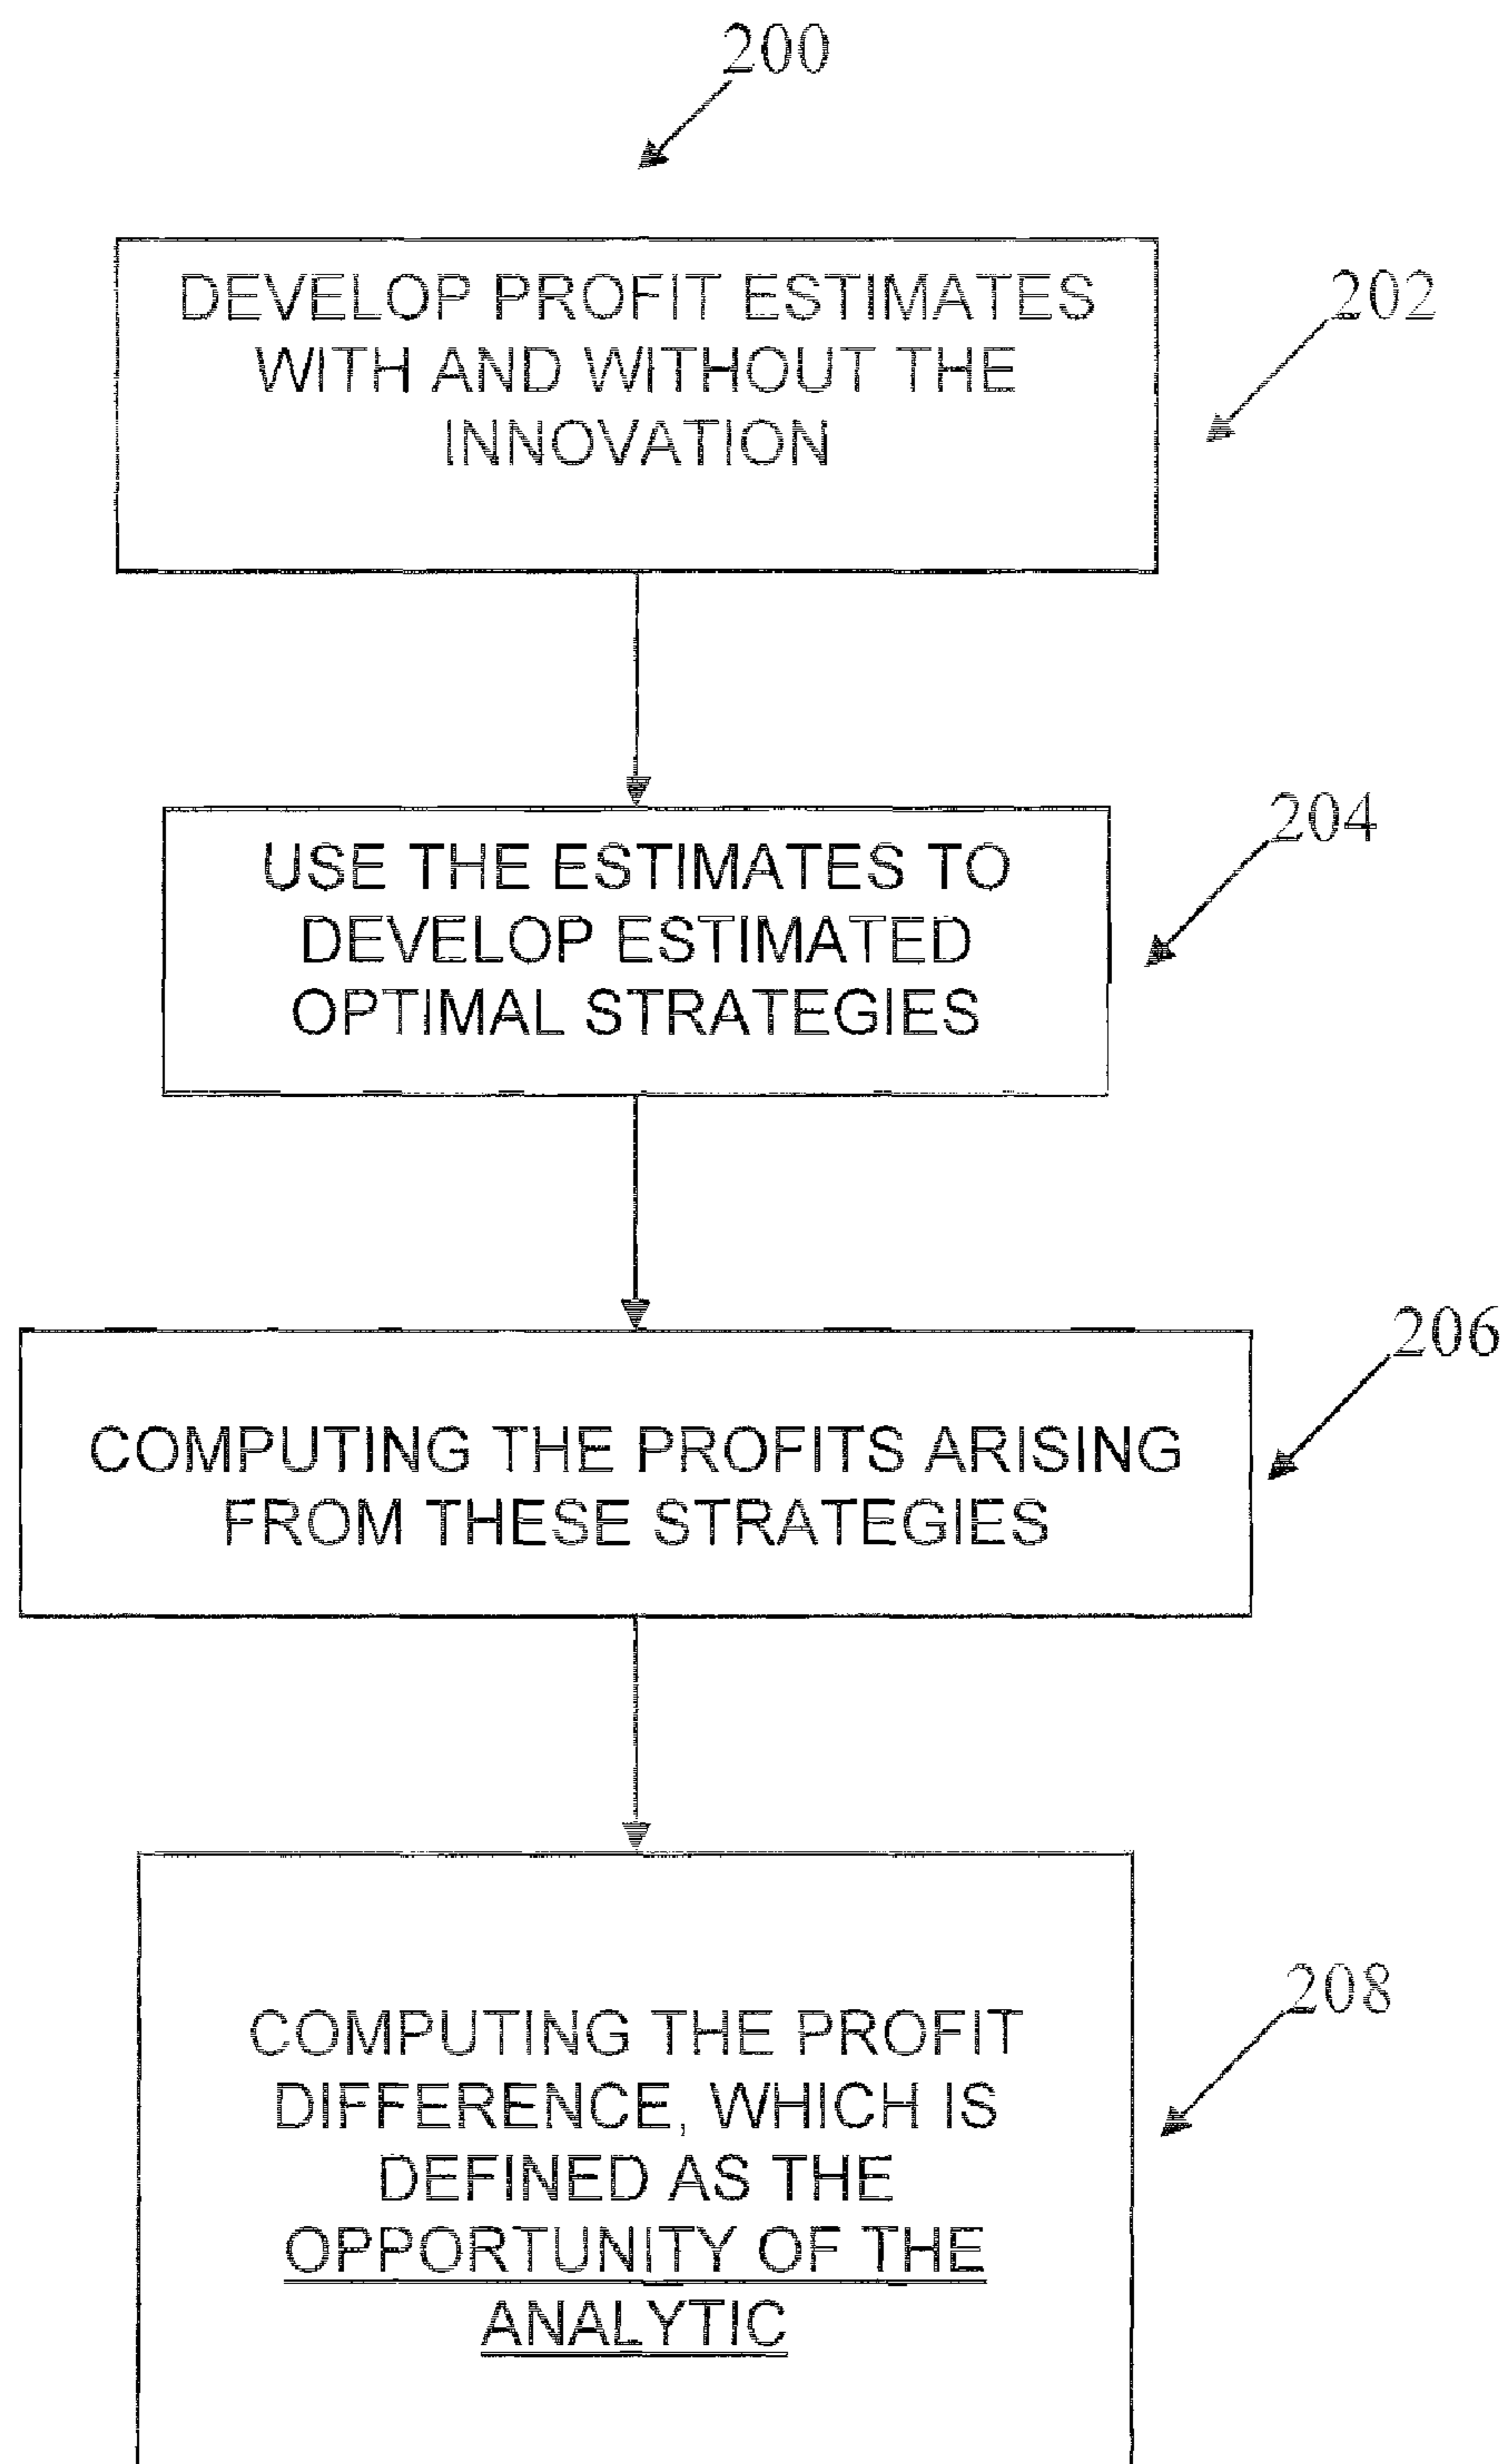 200
DEVELOP PROFIT ESTIMATES
WITH AND WITHOUT THE
INNOVATION
202
USE THE ESTIMATES TO
DEVELOP ESTIMATED
OPTIMAL STRATEGIES
204
COMPUTING THE PROFITS ARISING
FROM THESE STRATEGIES
206
COMPUTING THE PROFIT
DIFFERENCE, WHICH IS
DEFINED AS THE
OPPORTUNITY OF THE
ANALYTIC
208